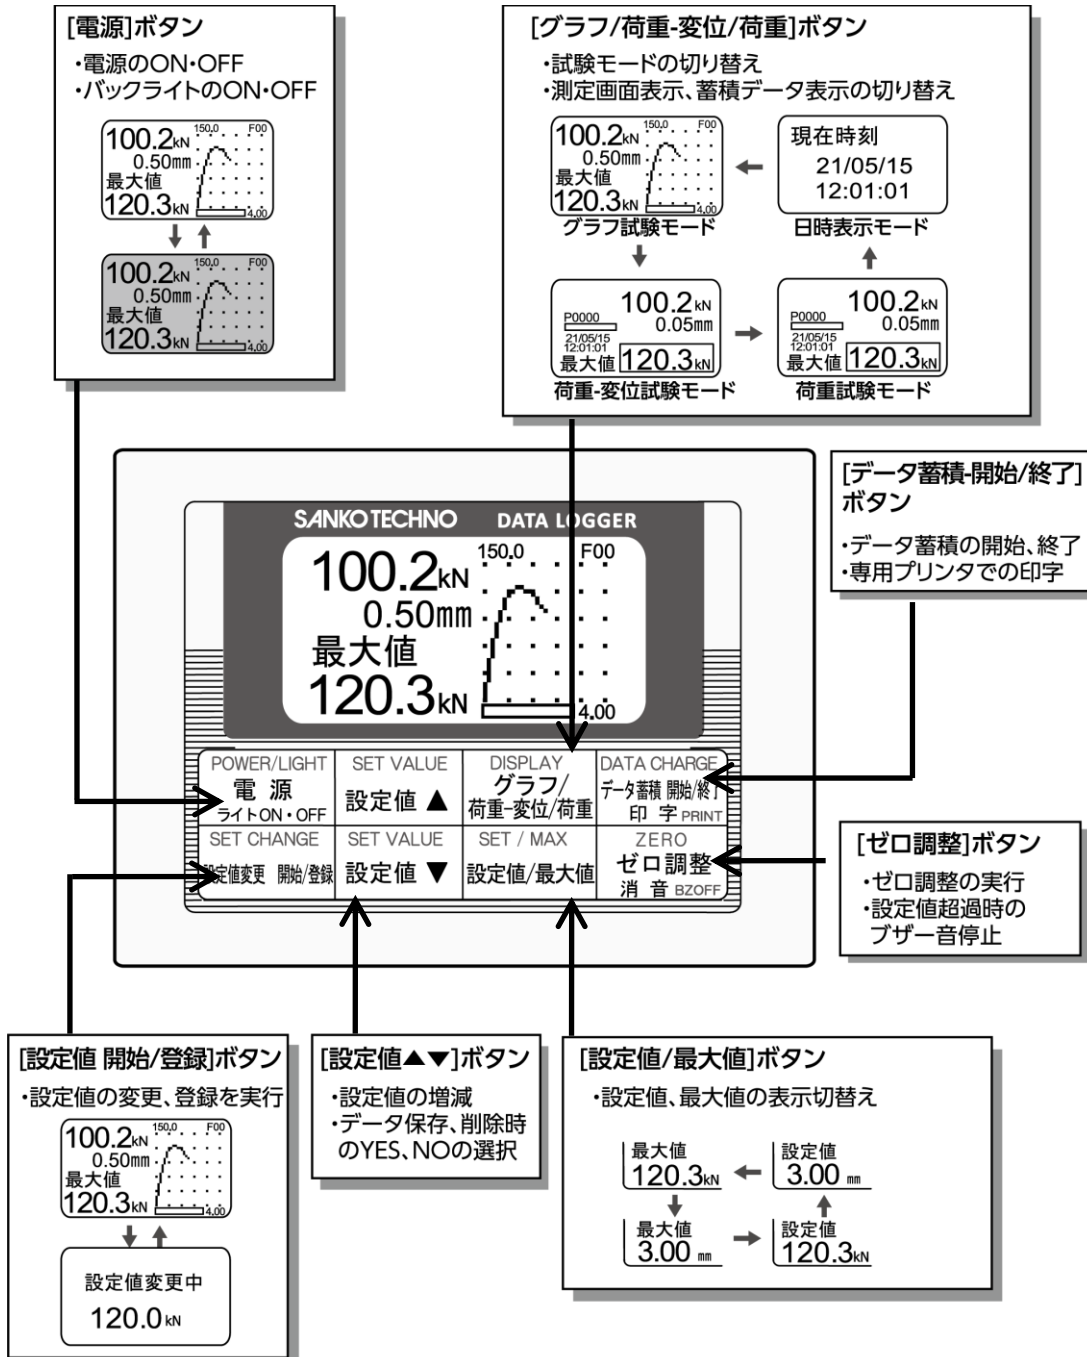 [電源]ボタン
・電源のON・OFF
・バックライトのON・OFF
100.2kN
0.50mm
最大値
120.3kN
150.0 F00
4.00
100.2kN
0.50mm
最大値
120.3kN
150.0 F00
4.00
[グラフ/荷重-変位/荷重]ボタン
・試験モードの切り替え
・測定画面表示、蓄積データ表示の切り替え
100.2kN
0.50mm
最大値
120.3kN
150.0 F00
4.00
グラフ試験モード
現在時刻
21/05/15
12:01:01
日時表示モード
100.2kN
P0000
0.05mm
21/05/15
12:01:01
最大値 120.3kN
荷重-変位試験モード
100.2kN
P0000
0.05mm
21/05/15
12:01:01
最大値 120.3kN
荷重試験モード
[データ蓄積-開始/終了]
ボタン
・データ蓄積の開始、終了
・専用プリンタでの印字
SANKO TECHNO DATA LOGGER
100.2kN
0.50mm
最大値
120.3kN
150.0 F00
4.00
POWER/LIGHT
電 源
ライトON・OFF
SET VALUE
設定値 ▲
DISPLAY
グラフ/
荷重-変位/荷重
DATA CHARGE
データ蓄積 開始/終了
印 字 PRINT
SET CHANGE
設定値変更 開始/登録
SET VALUE
設定値 ▼
SET / MAX
設定値/最大値
ZERO
ゼロ調整
消 音 BZOFF
[ゼロ調整]ボタン
・ゼロ調整の実行
・設定値超過時の
ブザー音停止
[設定値 開始/登録]ボタン
・設定値の変更、登録を実行
100.2kN
0.50mm
最大値
120.3kN
150.0 F00
4.00
設定値変更中
120.0 kN
[設定値▲▼]ボタン
・設定値の増減
・データ保存、削除時
のYES、NOの選択
[設定値/最大値]ボタン
・設定値、最大値の表示切替え
最大値
120.3kN
設定値
3.00 mm
最大値
3.00 mm
設定値
120.3kN